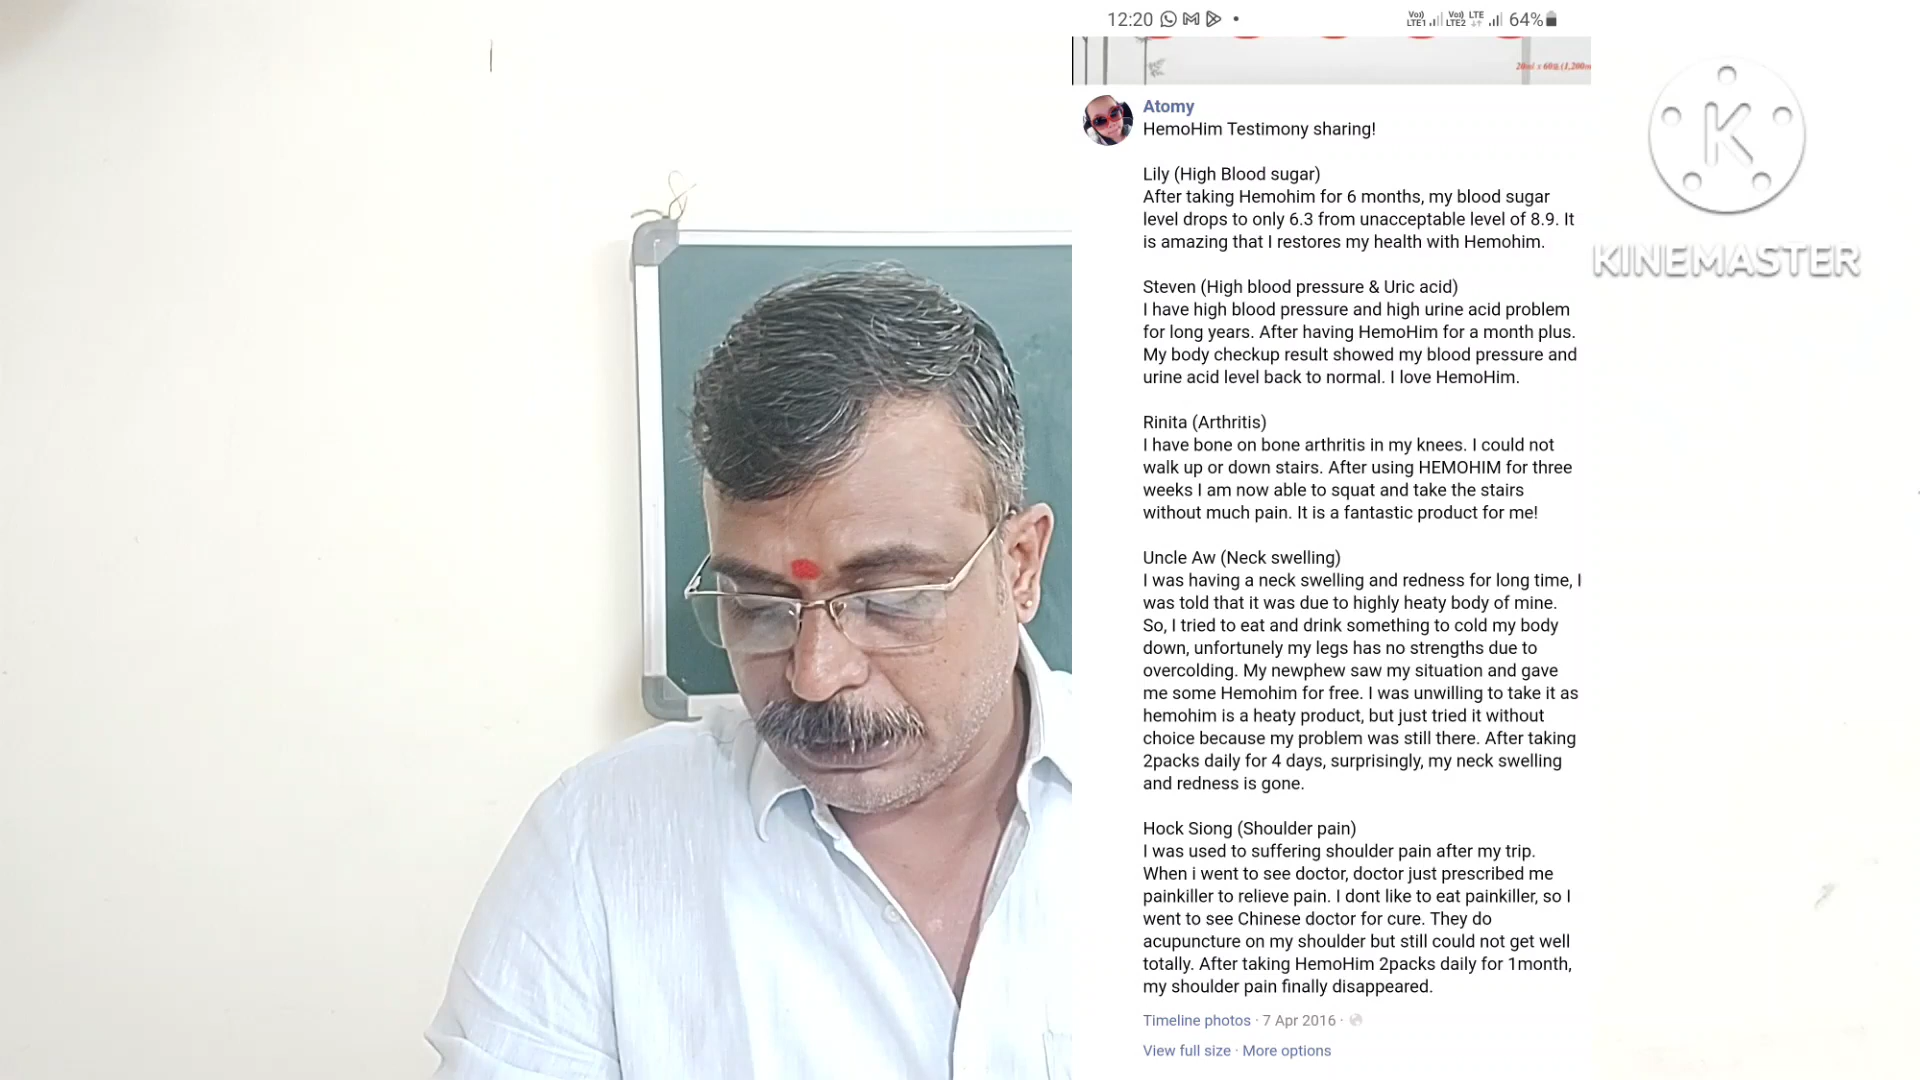 12:20
Vo)) LTE1 Vo)) LTE2 LTE 64%
20ml x 60포 (1,200m
Atomy
HemoHim Testimony sharing!
Lily (High Blood sugar)
After taking Hemohim for 6 months, my blood sugar
level drops to only 6.3 from unacceptable level of 8.9. It
is amazing that I restores my health with Hemohim.
Steven (High blood pressure & Uric acid)
I have high blood pressure and high urine acid problem
for long years. After having HemoHim for a month plus.
My body checkup result showed my blood pressure and
urine acid level back to normal. I love HemoHim.
Rinita (Arthritis)
I have bone on bone arthritis in my knees. I could not
walk up or down stairs. After using HEMOHIM for three
weeks I am now able to squat and take the stairs
without much pain. It is a fantastic product for me!
Uncle Aw (Neck swelling)
I was having a neck swelling and redness for long time, I
was told that it was due to highly heaty body of mine.
So, I tried to eat and drink something to cold my body
down, unfortunely my legs has no strengths due to
overcolding. My newphew saw my situation and gave
me some Hemohim for free. I was unwilling to take it as
hemohim is a heaty product, but just tried it without
choice because my problem was still there. After taking
2packs daily for 4 days, surprisingly, my neck swelling
and redness is gone.
Hock Siong (Shoulder pain)
I was used to suffering shoulder pain after my trip.
When i went to see doctor, doctor just prescribed me
painkiller to relieve pain. I dont like to eat painkiller, so I
went to see Chinese doctor for cure. They do
acupuncture on my shoulder but still could not get well
totally. After taking HemoHim 2packs daily for 1month,
my shoulder pain finally disappeared.
Timeline photos · 7 Apr 2016 ·
View full size · More options
K
KINEMASTER